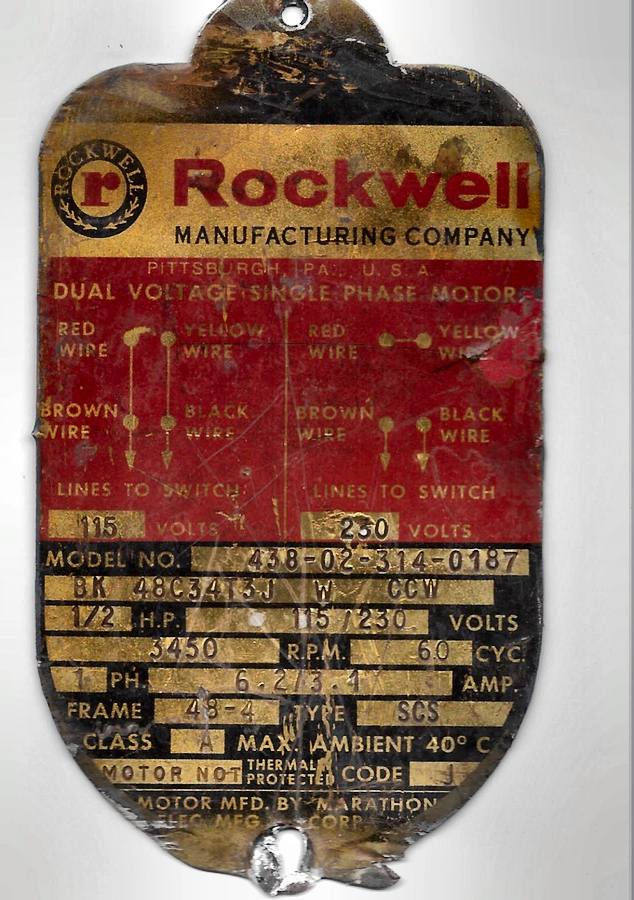 ROCKWELL
r
Rockwell
MANUFACTURING COMPANY
PITTSBURGH, PA., U.S.A.
DUAL VOLTAGE SINGLE PHASE MOTOR
RED WIRE
YELLOW WIRE
RED WIRE
YELLOW WIRE
BROWN WIRE
BLACK WIRE
BROWN WIRE
BLACK WIRE
LINES TO SWITCH
LINES TO SWITCH
115 VOLTS
230 VOLTS
MODEL NO. 438-02-314-0187
BK 48C34T3J W CCW
1/2 H.P. 115/230 VOLTS
3450 R.P.M. 60 CYC.
1 PH. 6.2/3.1 AMP.
FRAME 48-4 TYPE SCS
CLASS A MAX. AMBIENT 40° C
MOTOR NOT THERMALLY PROTECTED CODE J
MOTOR MFD. BY MARATHON
ELEC. MFG. CORP.